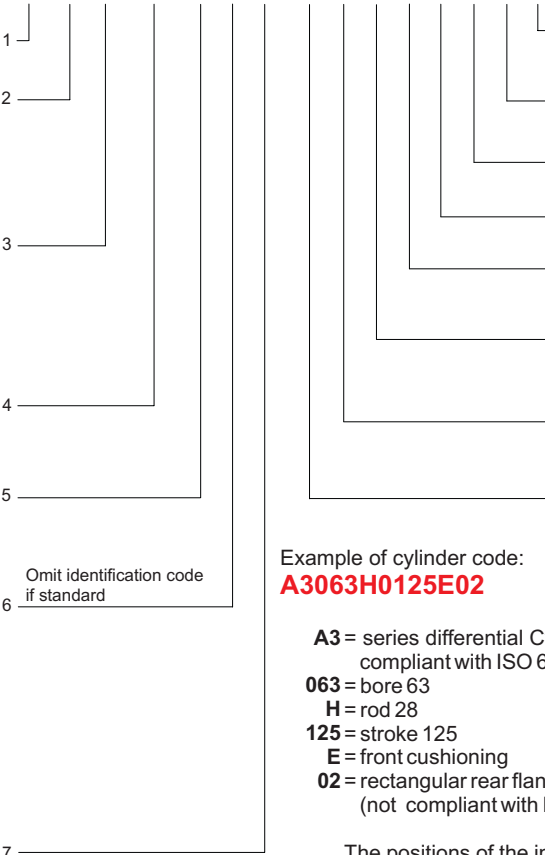 1
2
3
4
5
Omit identification code
if standard
6
7
Example of cylinder code:
A3063H0125E02
A3 = series differential
compliant with ISO
063 = bore 63
H = rod 28
125 = stroke 125
E = front cushioning
02 = rectangular rear
(not compliant with
The positions of the